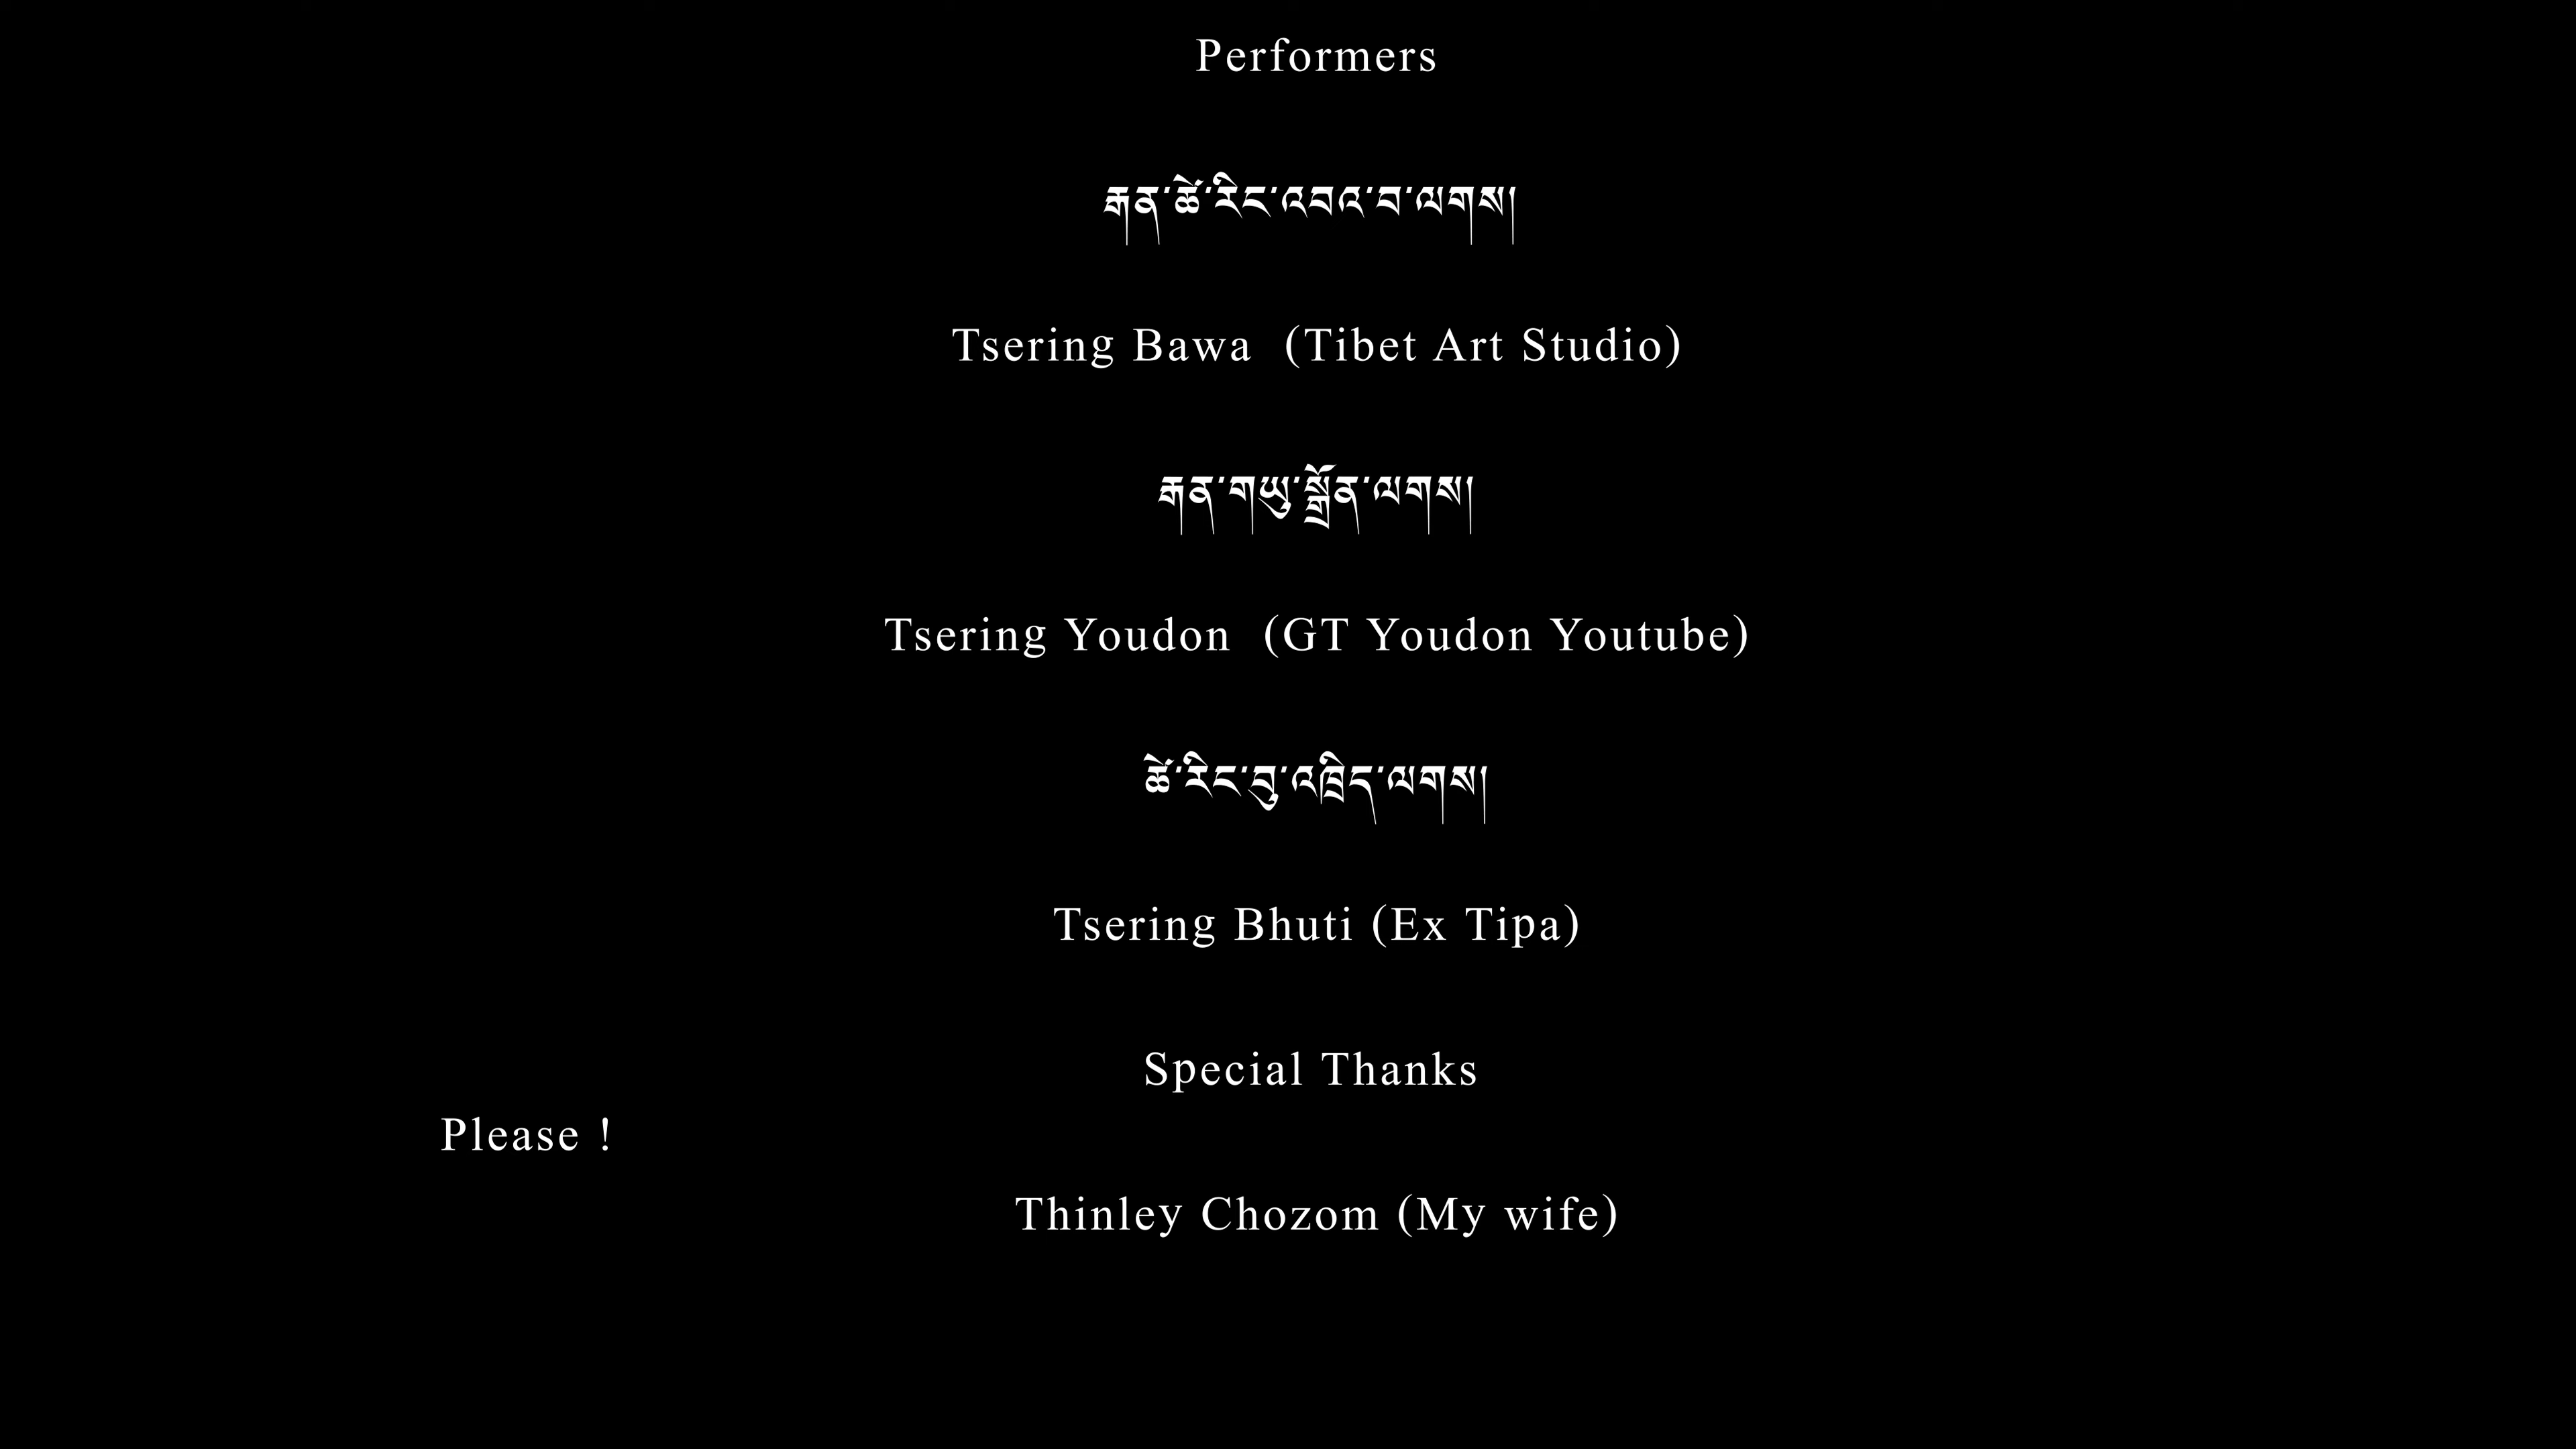 Performers
རྒན་ཚེ་རིང་འབའ་བ་ལགས།
Tsering Bawa  (Tibet Art Studio)
རྒན་གཡུ་སྒྲོན་ལགས།
Tsering Youdon  (GT Youdon Youtube)
ཚེ་རིང་བུ་འཁྲིད་ལགས།
Tsering Bhuti (Ex Tipa)
Special Thanks
Please !
Thinley Chozom (My wife)